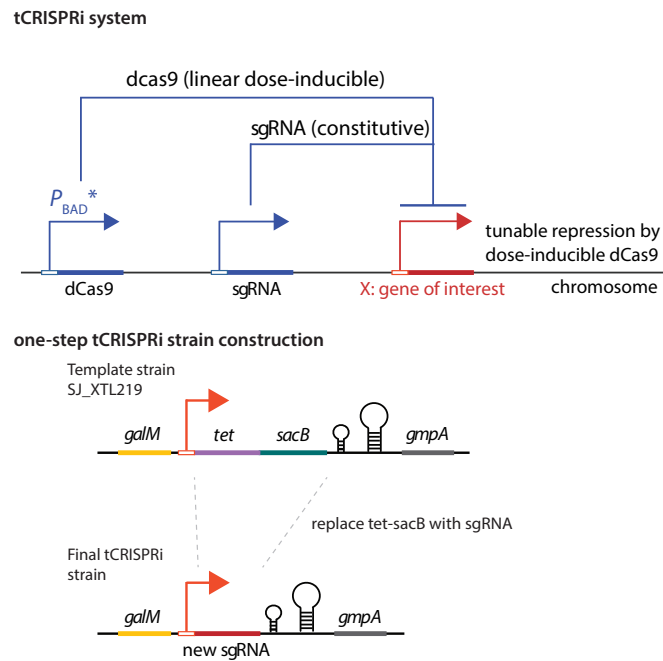 tCRISPRi system
dcas9 (linear dose-inducible)
sgRNA (constitutive)
PBAD*
tunable repression by
dose-inducible dCas9
dCas9
sgRNA
X: gene of interest
chromosome
one-step tCRISPRi strain construction
Template strain
SJ_XTL219
galM
tet
sacB
gmpA
replace tet-sacB with sgRNA
Final tCRISPRi
strain
galM
new sgRNA
gmpA